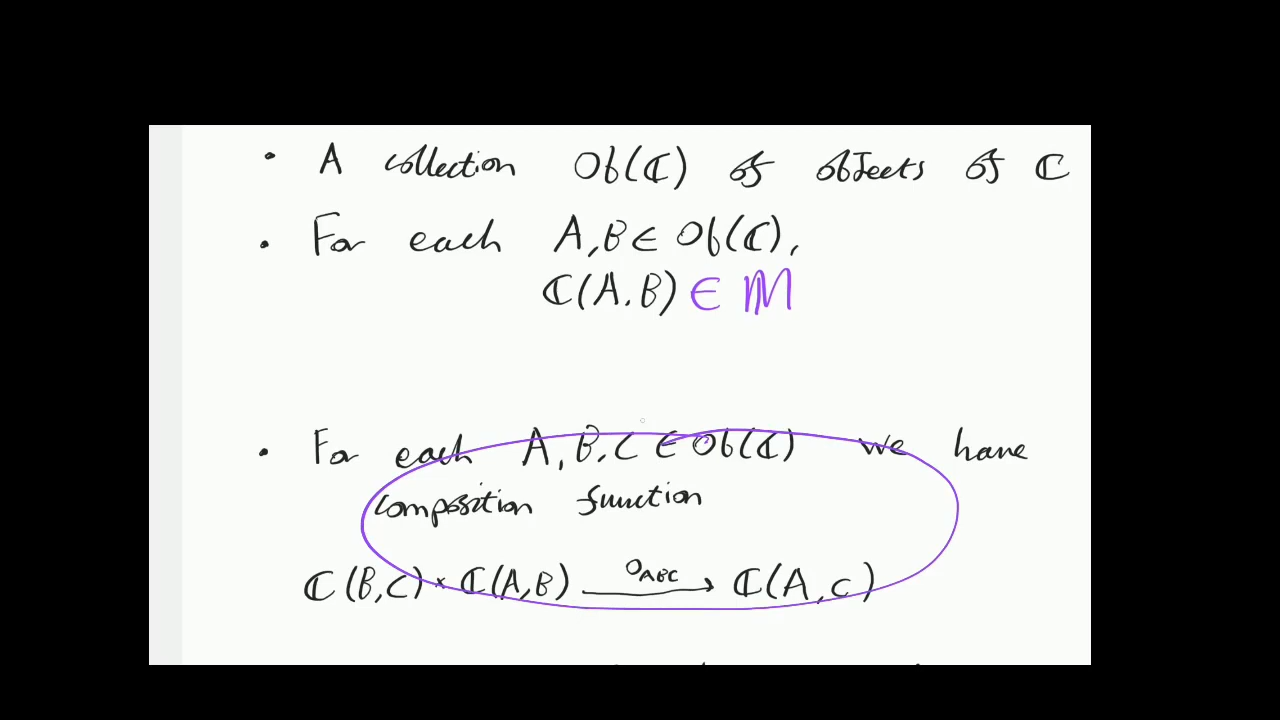 • A collection Ob(ℂ) of objects of ℂ
• For each A,B ∈ Ob(ℂ),
ℂ(A,B) ∈ 𝕄
• For each A,B,C ∈ Ob(ℂ) we have
composition function
ℂ(B,C) × ℂ(A,B) ⟶ ℂ(A,C)
∘ABC